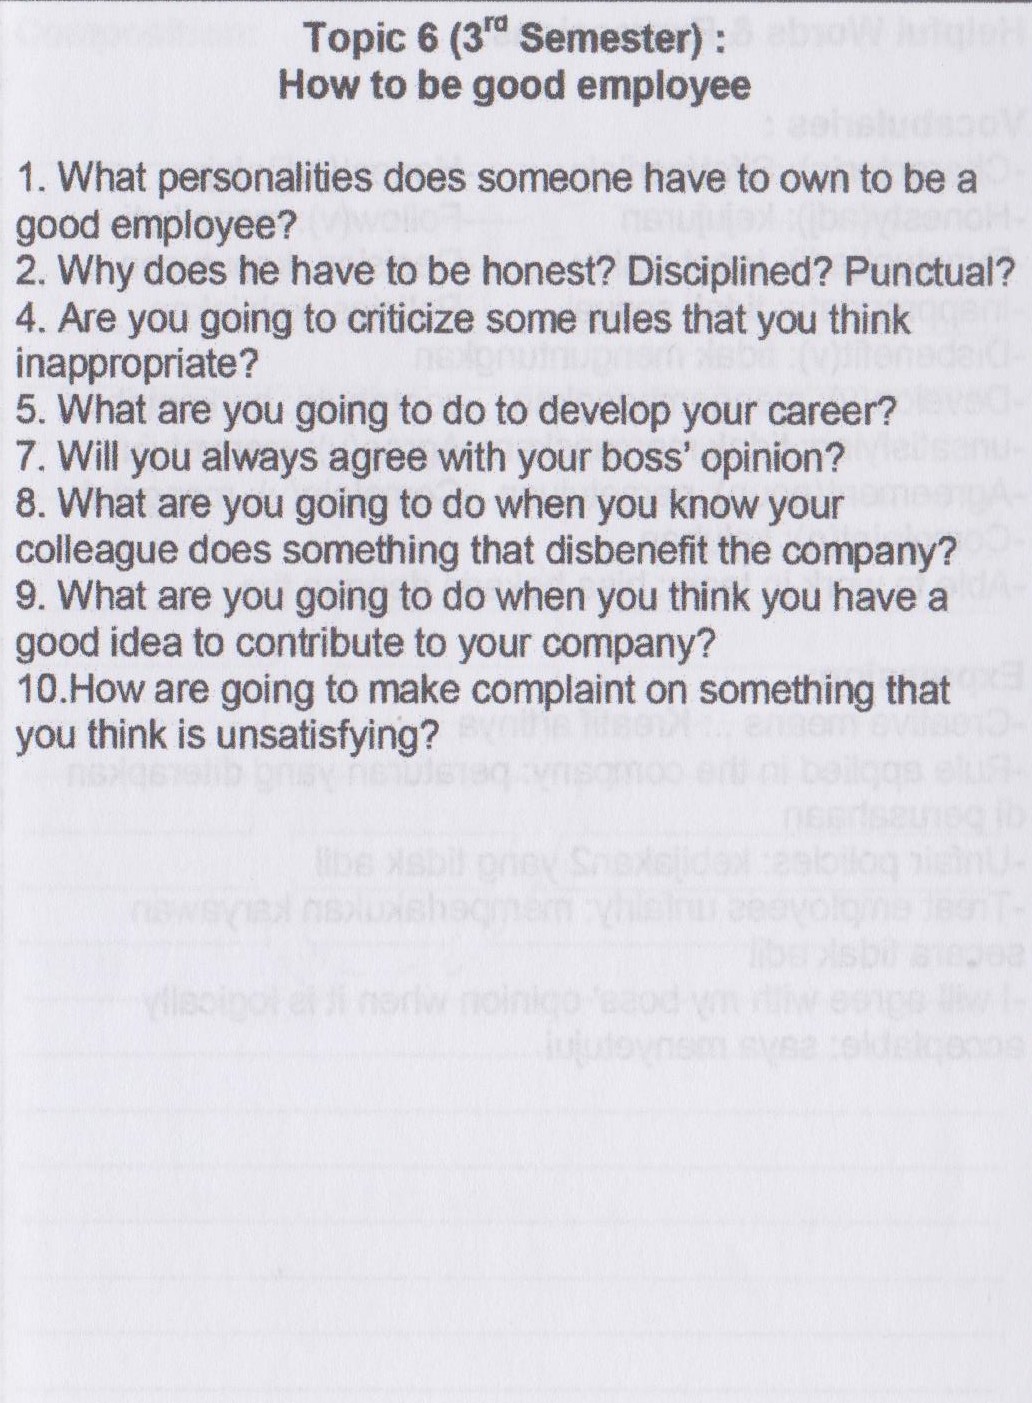 Topic 6 (3rd Semester) :
How to be good employee
1. What personalities does someone have to own to be a
good employee?
2. Why does he have to be honest? Disciplined? Punctual?
4. Are you going to criticize some rules that you think
inappropriate?
5. What are you going to do to develop your career?
7. Will you always agree with your boss' opinion?
8. What are you going to do when you know your
colleague does something that disbenefit the company?
9. What are you going to do when you think you have a
good idea to contribute to your company?
10.How are going to make complaint on something that
you think is unsatisfying?